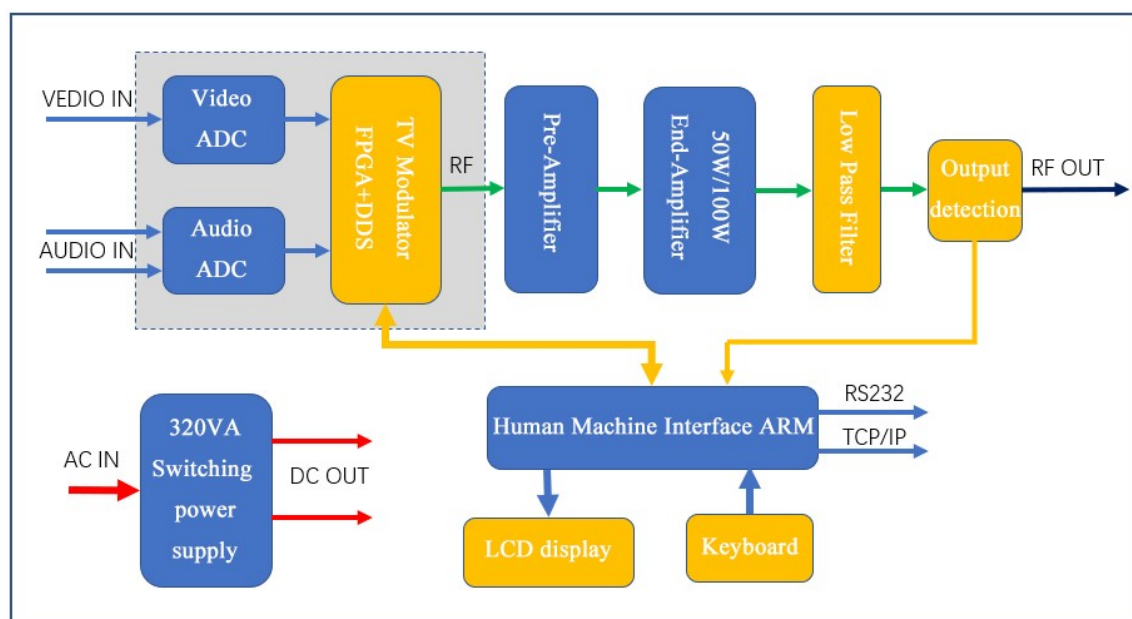 VEDIO IN
Video
ADC
AUDIO IN
Audio
ADC
TV Modulator
FPGA+DDS
RF
Pre-Amplifier
50W/100W
End-Amplifier
Low Pass Filter
Output
detection
RF OUT
Human Machine Interface ARM
RS232
TCP/IP
LCD display
Keyboard
AC IN
320VA
Switching
power
supply
DC OUT